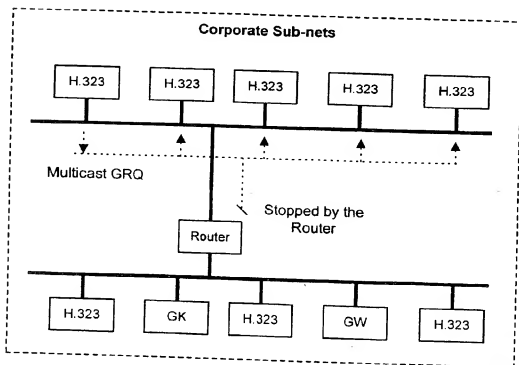 Corporate Sub-nets
H.323 H.323 H.323 H.323 H.323
Multicast GRQ
Stopped by the
Router
Router
H.323 GK H.323 GW H.323